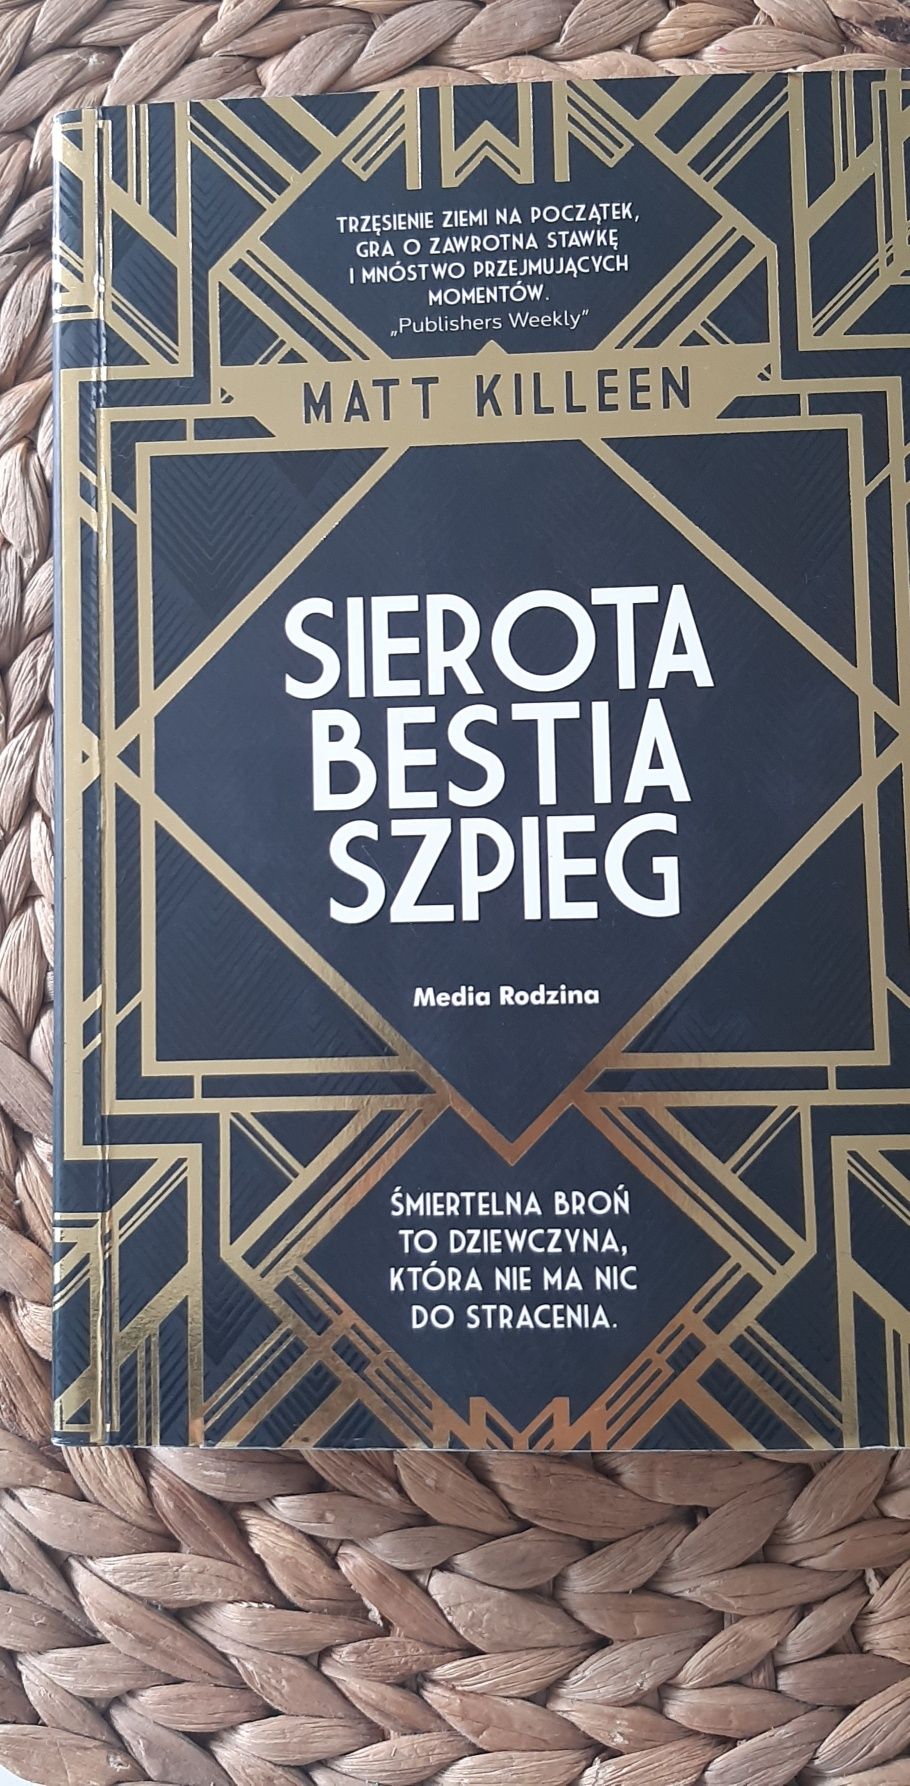 TRZĘSIENIE ZIEMI NA POCZĄTEK,
GRA O ZAWROTNA STAWKĘ
I MNÓSTWO PRZEJMUJĄCYCH
MOMENTÓW.
„Publishers Weekly”
MATT KILLEEN
SIEROTA
BESTIA
SZPIEG
Media Rodzina
ŚMIERTELNA BROŃ
TO DZIEWCZYNA,
KTÓRA NIE MA NIC
DO STRACENIA.